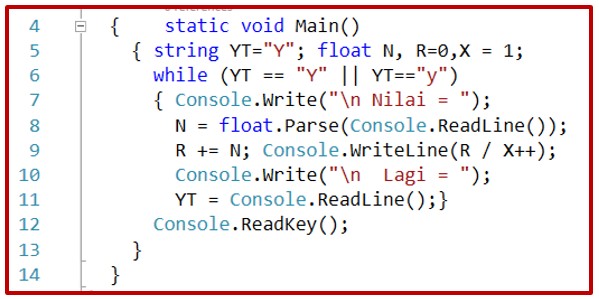 4 {    static void Main()
5   { string YT="Y"; float N, R=0,X = 1;
6     while (YT == "Y" || YT=="y")
7     { Console.Write("\n Nilai = ");
8       N = float.Parse(Console.ReadLine());
9       R += N; Console.WriteLine(R / X++);
10      Console.Write("\n  Lagi = ");
11      YT = Console.ReadLine();}
12    Console.ReadKey();
13  }
14 }